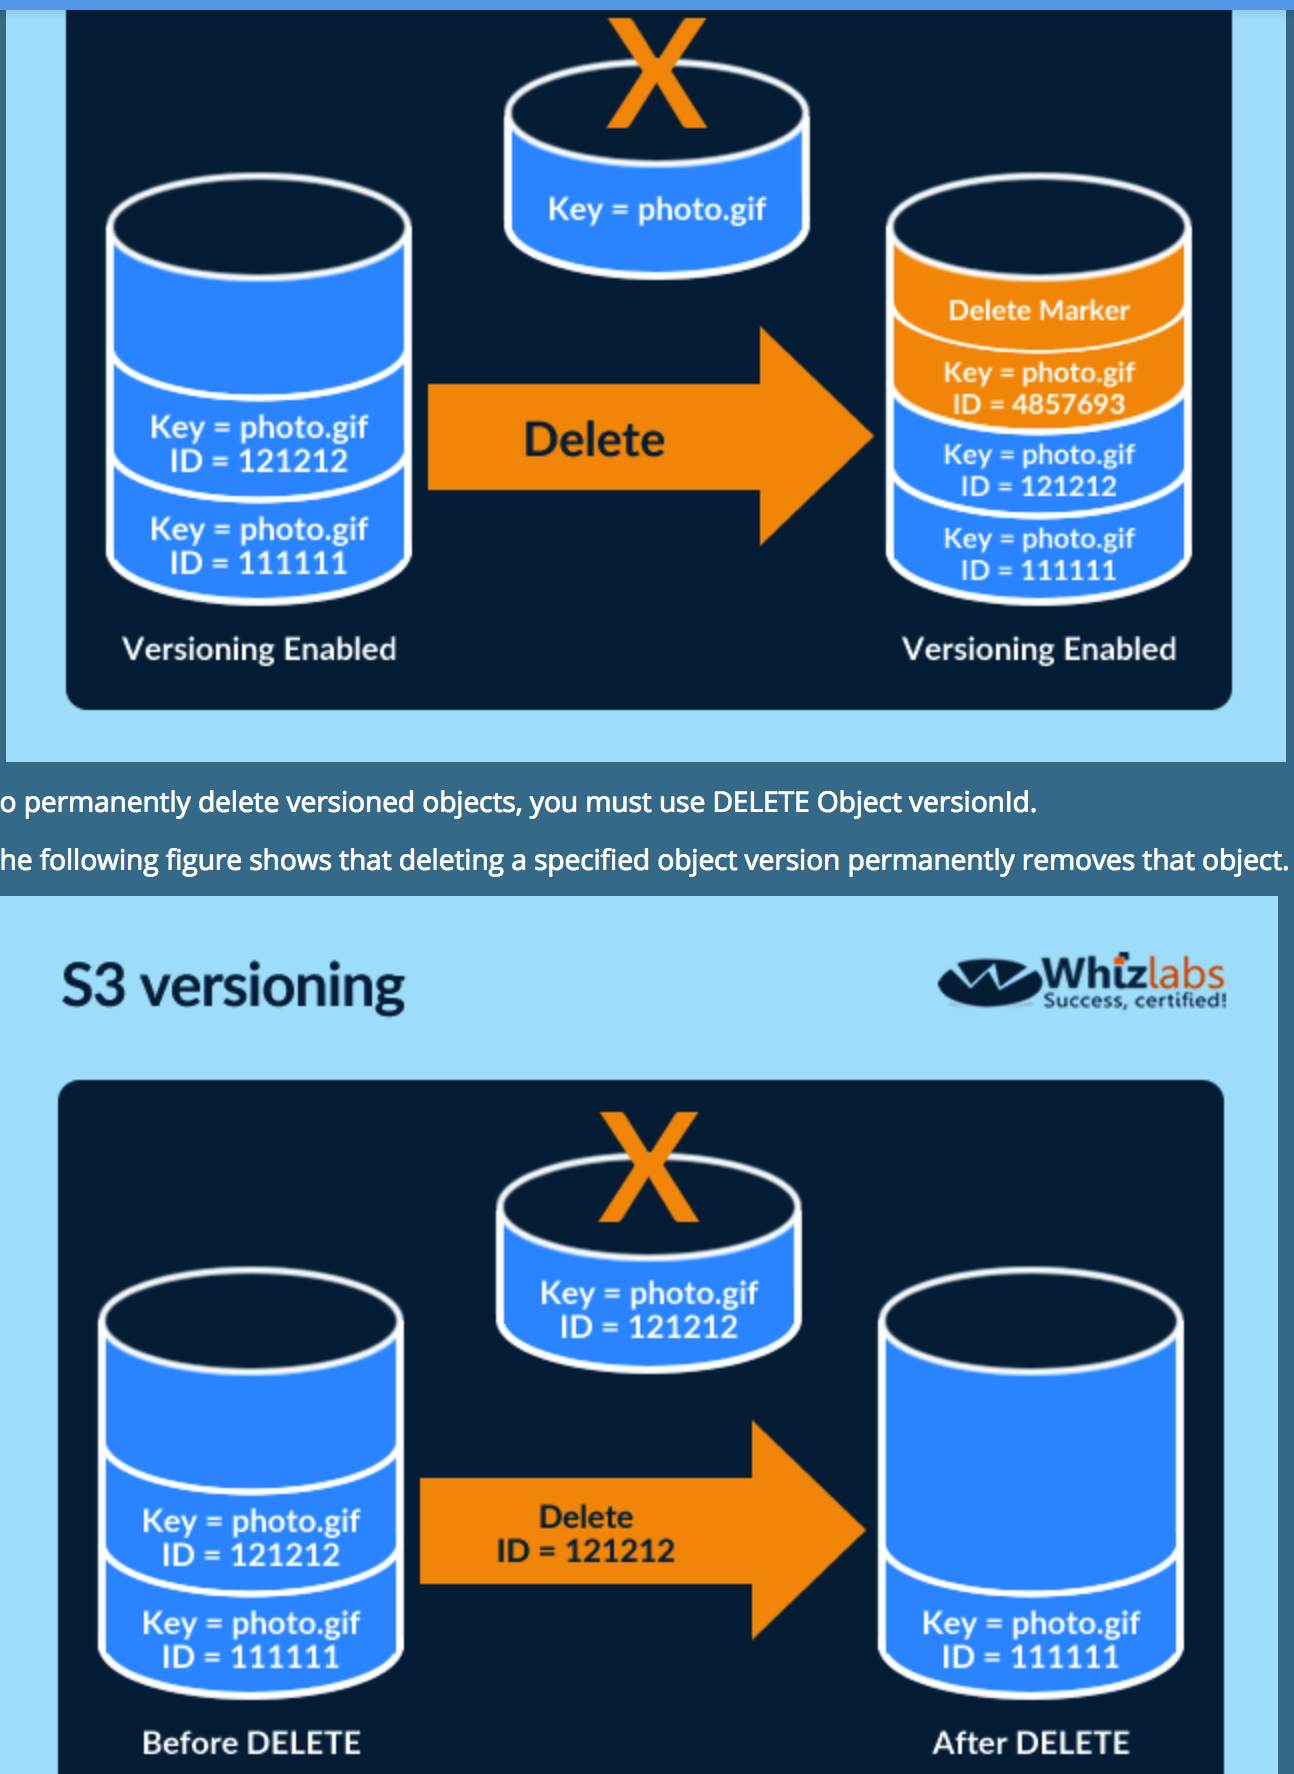 X
Key = photo.gif
Delete Marker
Key = photo.gif
ID = 4857693
Key = photo.gif
ID = 121212
Delete
Key = photo.gif
ID = 121212
Key = photo.gif
ID = 111111
Key = photo.gif
ID = 111111
Versioning Enabled
Versioning Enabled
o permanently delete versioned objects, you must use DELETE Object versionId.
he following figure shows that deleting a specified object version permanently removes that object.
S3 versioning
Whizlabs
Success, certified!
X
Key = photo.gif
ID = 121212
Key = photo.gif
ID = 121212
Delete
ID = 121212
Key = photo.gif
ID = 111111
Key = photo.gif
ID = 111111
Before DELETE
After DELETE